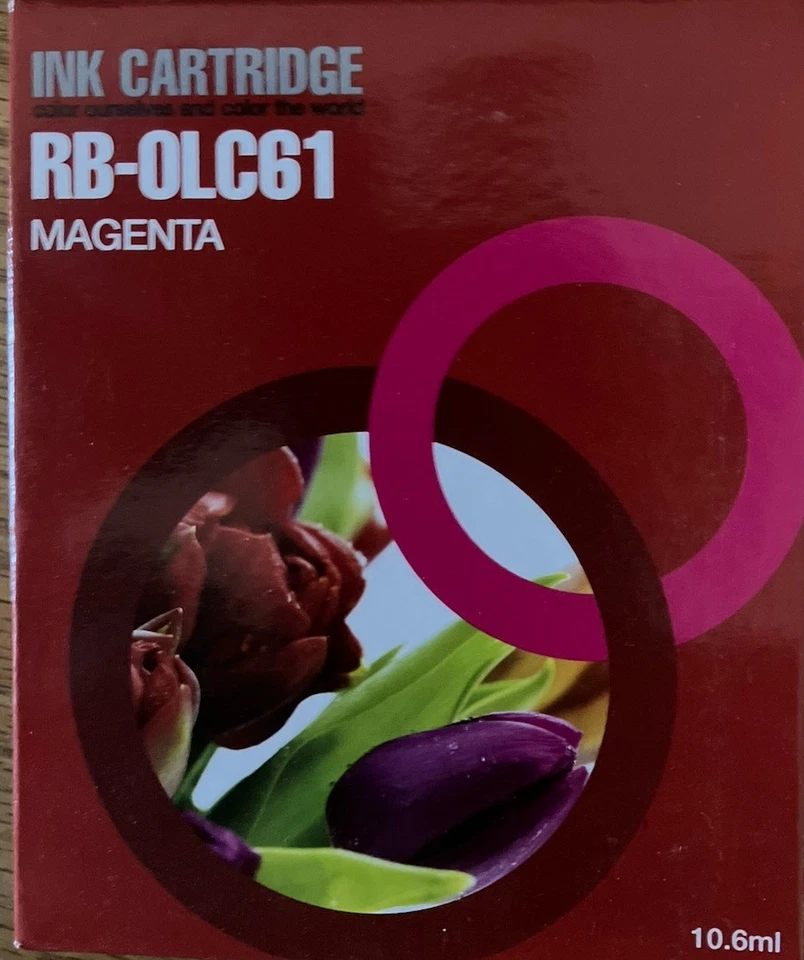 INK CARTRIDGE
color ourselves and color the world
RB-OLC61
MAGENTA
10.6ml